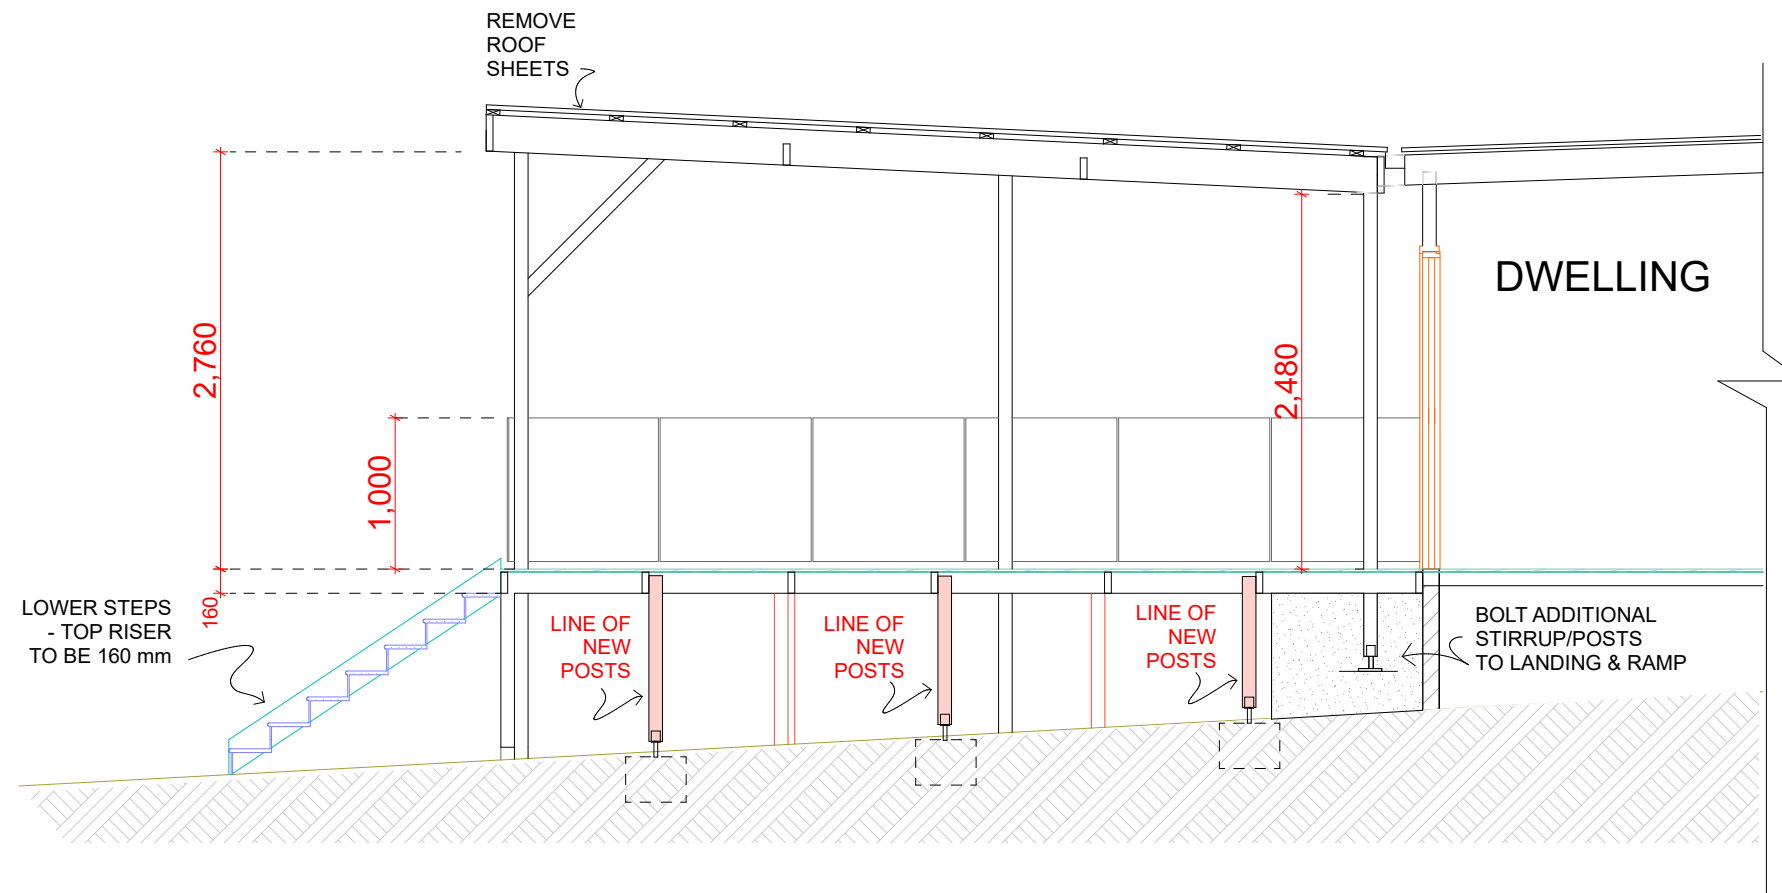 REMOVE
ROOF
SHEETS
DWELLING
2,760
2,480
1,000
160
LOWER STEPS
- TOP RISER
TO BE 160 mm
LINE OF
NEW
POSTS
LINE OF
NEW
POSTS
LINE OF
NEW
POSTS
BOLT ADDITIONAL
STIRRUP/POSTS
TO LANDING & RAMP